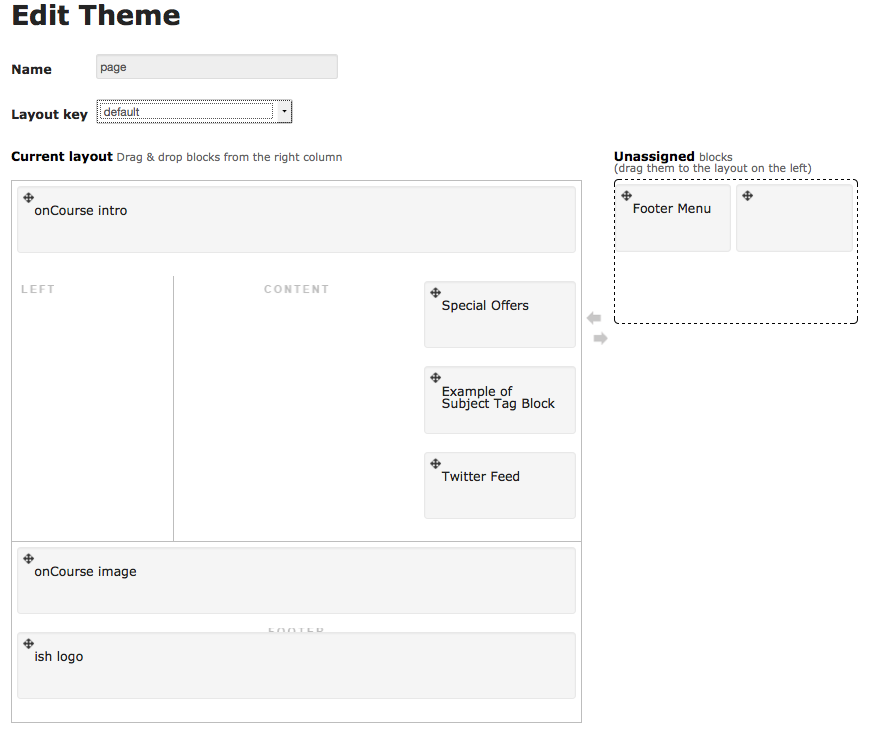 Edit Theme
Name
page
Layout key
default
Current layout Drag & drop blocks from the right column
Unassigned blocks
(drag them to the layout on the left)
onCourse intro
Footer Menu
LEFT
CONTENT
Special Offers
Example of
Subject Tag Block
Twitter Feed
onCourse image
FOOTER
ish logo